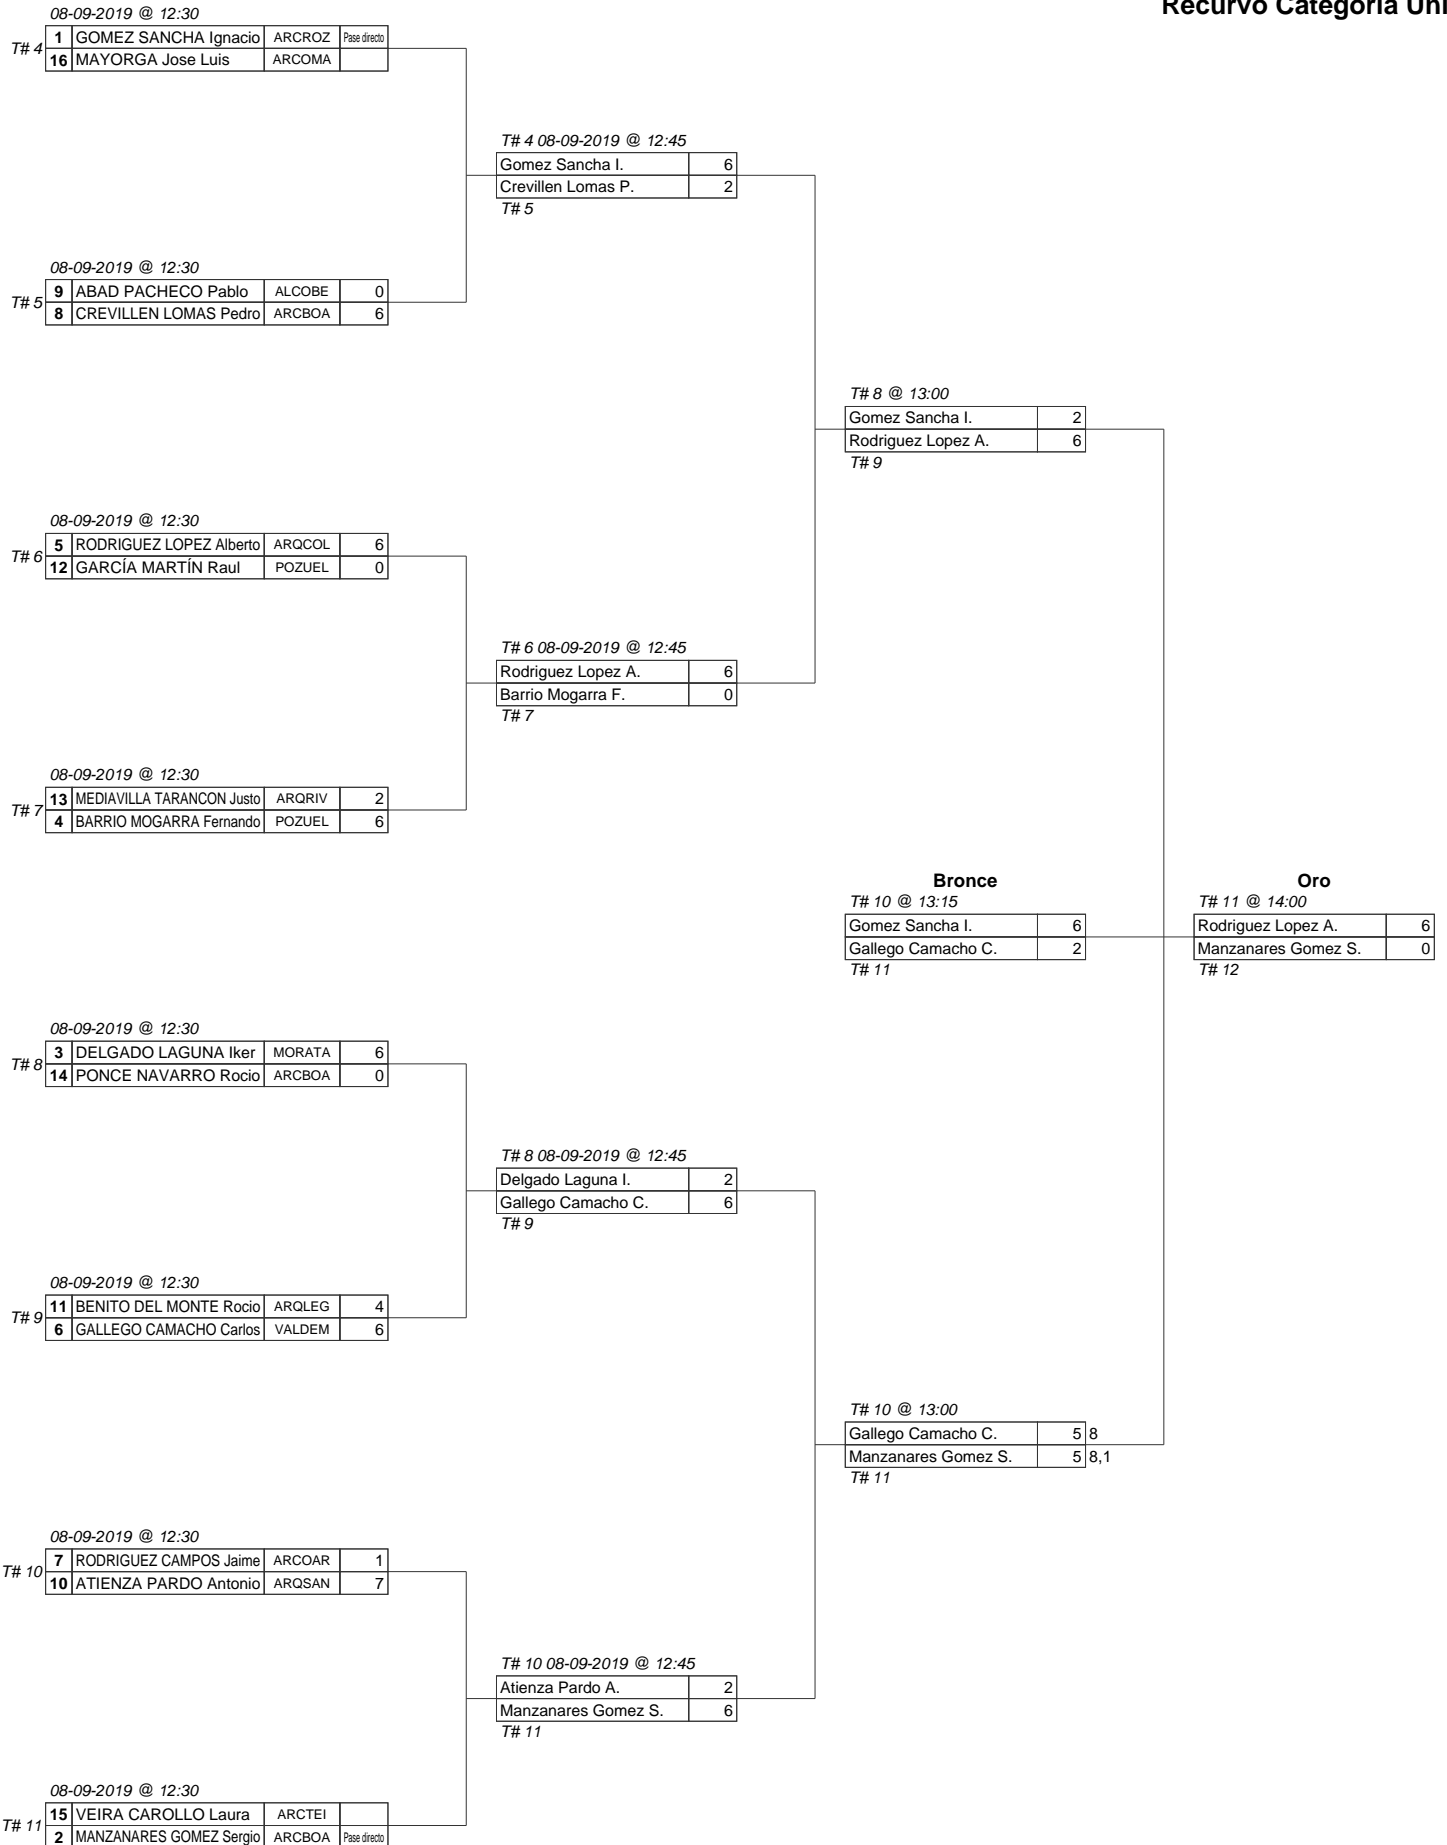 Recurvo Categoría Uni
08-09-2019 @ 12:30
T# 4
1 GOMEZ SANCHA Ignacio ARCROZ Pase directo
16 MAYORGA Jose Luis ARCOMA
T# 4 08-09-2019 @ 12:45
Gomez Sancha I. 6
Crevillen Lomas P. 2
T# 5
08-09-2019 @ 12:30
T# 5
9 ABAD PACHECO Pablo ALCOBE 0
8 CREVILLEN LOMAS Pedro ARCBOA 6
T# 8 @ 13:00
Gomez Sancha I. 2
Rodriguez Lopez A. 6
T# 9
08-09-2019 @ 12:30
T# 6
5 RODRIGUEZ LOPEZ Alberto ARQCOL 6
12 GARCÍA MARTÍN Raul POZUEL 0
T# 6 08-09-2019 @ 12:45
Rodriguez Lopez A. 6
Barrio Mogarra F. 0
T# 7
08-09-2019 @ 12:30
T# 7
13 MEDIAVILLA TARANCON Justo ARQRIV 2
4 BARRIO MOGARRA Fernando POZUEL 6
Bronce
T# 10 @ 13:15
Gomez Sancha I. 6
Gallego Camacho C. 2
T# 11
Oro
T# 11 @ 14:00
Rodriguez Lopez A. 6
Manzanares Gomez S. 0
T# 12
08-09-2019 @ 12:30
T# 8
3 DELGADO LAGUNA Iker MORATA 6
14 PONCE NAVARRO Rocio ARCBOA 0
T# 8 08-09-2019 @ 12:45
Delgado Laguna I. 2
Gallego Camacho C. 6
T# 9
08-09-2019 @ 12:30
T# 9
11 BENITO DEL MONTE Rocio ARQLEG 4
6 GALLEGO CAMACHO Carlos VALDEM 6
T# 10 @ 13:00
Gallego Camacho C. 5 8
Manzanares Gomez S. 5 8,1
T# 11
08-09-2019 @ 12:30
T# 10
7 RODRIGUEZ CAMPOS Jaime ARCOAR 1
10 ATIENZA PARDO Antonio ARQSAN 7
T# 10 08-09-2019 @ 12:45
Atienza Pardo A. 2
Manzanares Gomez S. 6
T# 11
08-09-2019 @ 12:30
T# 11
15 VEIRA CAROLLO Laura ARCTEI
2 MANZANARES GOMEZ Sergio ARCBOA Pase directo